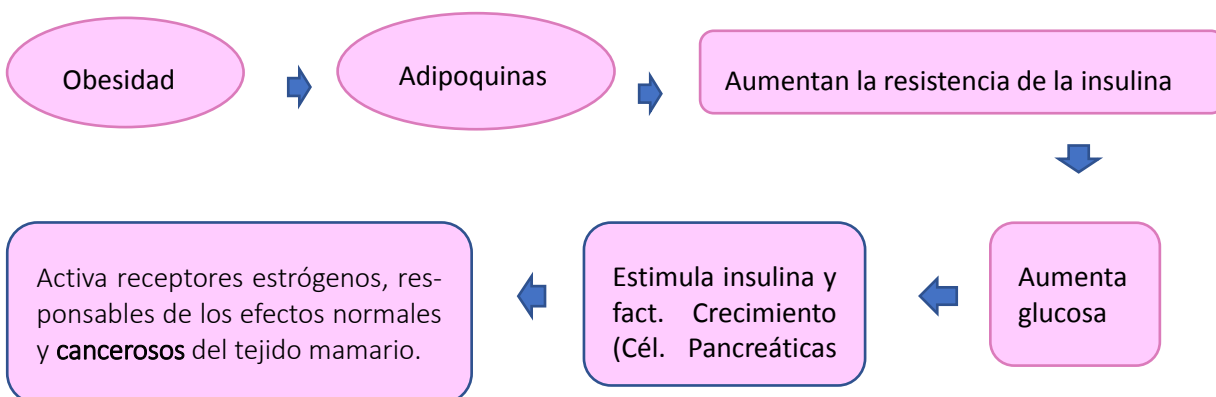 Obesidad
Adipoquinas
Aumentan la resistencia de la insulina
Aumenta
glucosa
Estimula insulina y
fact. Crecimiento
(Cél. Pancreáticas
Activa receptores estrógenos, res-
ponsables de los efectos normales
y cancerosos del tejido mamario.